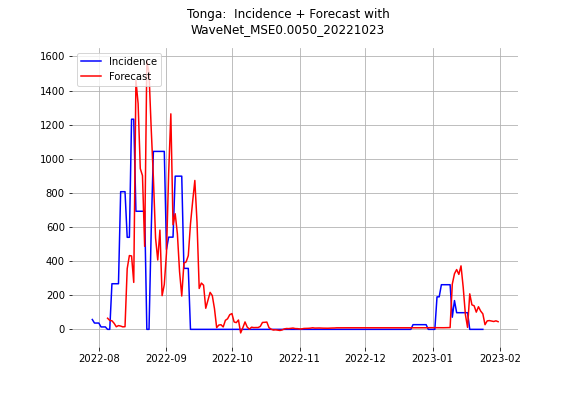 Tonga:  Incidence + Forecast with
WaveNet_MSE0.0050_20221023
Incidence
Forecast
1600
1400
1200
1000
800
600
400
200
0
2022-08 2022-09 2022-10 2022-11 2022-12 2023-01 2023-02